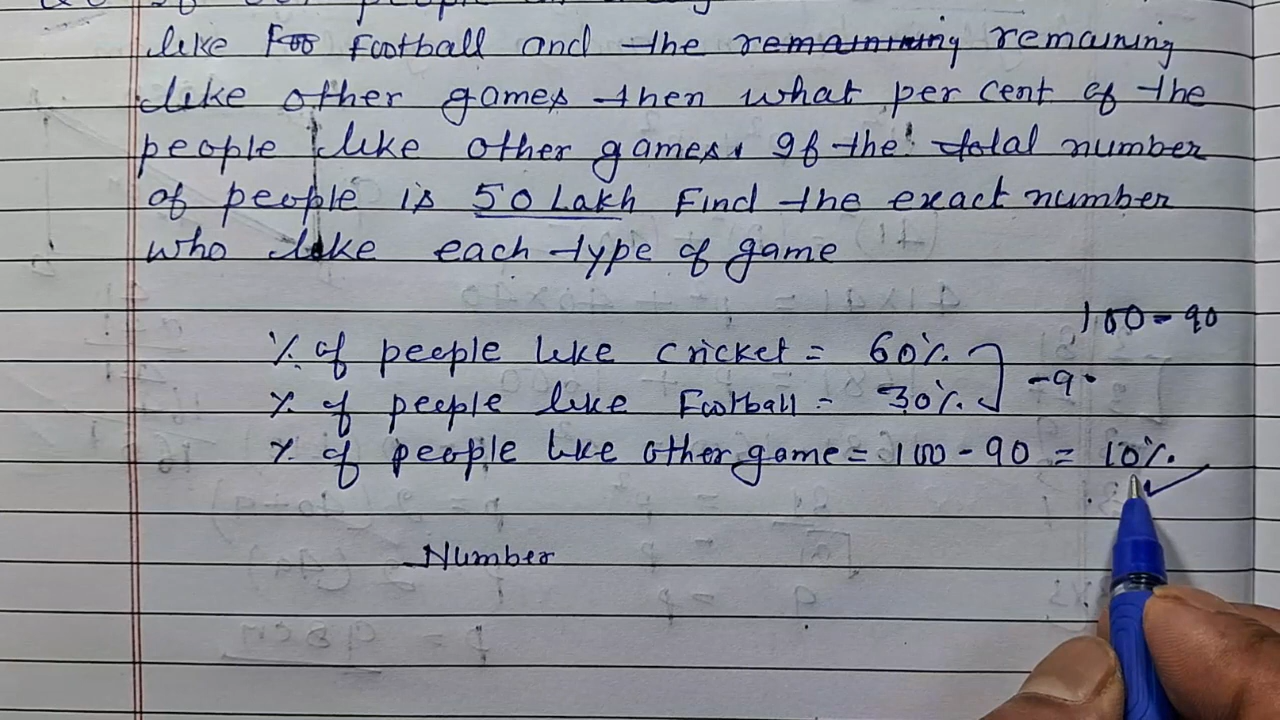 like Foo Football and the remaining remaining
like other games then what per cent of the
people like other games. If the total number
of people is 50 Lakh Find the exact number
who like each type of game
100-90
% of people like cricket = 60%
-9
% of people like Football - 30%.
% of people like other game = 100 - 90 = 10%.
Number